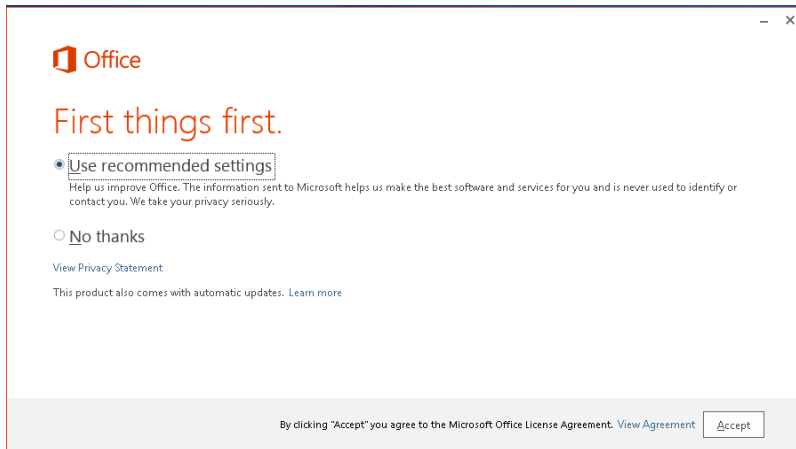 Office
First things first.
Use recommended settings
Help us improve Office. The information sent to Microsoft helps us make the best software and services for you and is never used to identify or
contact you. We take your privacy seriously.
No thanks
View Privacy Statement
This product also comes with automatic updates. Learn more
By clicking "Accept" you agree to the Microsoft Office License Agreement. View Agreement Accept